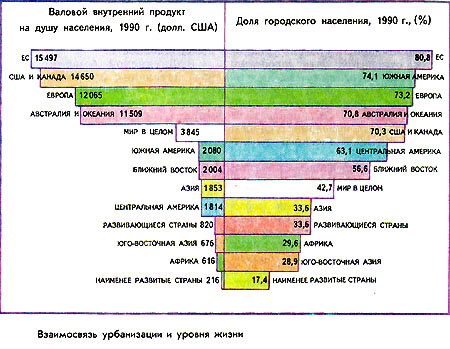 Валовой внутренний продукт
на душу населения, 1990 г. (долл. США)
Доля городского населения, 1990 г., (%)
ЕС 15 497
80,8 ЕС
США И КАНАДА 14 650
74,1 ЮЖНАЯ АМЕРИКА
ЕВРОПА 12 065
73,2 ЕВРОПА
АВСТРАЛИЯ И ОКЕАНИЯ 11 509
70,8 АВСТРАЛИЯ И ОКЕАНИЯ
МИР В ЦЕЛОМ 3 845
70,3 США И КАНАДА
ЮЖНАЯ АМЕРИКА 2080
63,1 ЦЕНТРАЛЬНАЯ АМЕРИКА
БЛИЖНИЙ ВОСТОК 2 004
56,6 БЛИЖНИЙ ВОСТОК
АЗИЯ 1853
42,7 МИР В ЦЕЛОМ
ЦЕНТРАЛЬНАЯ АМЕРИКА 1814
33,6 АЗИЯ
РАЗВИВАЮЩИЕСЯ СТРАНЫ 820
33,6 РАЗВИВАЮЩИЕСЯ СТРАНЫ
ЮГО-ВОСТОЧНАЯ АЗИЯ 676
29,6 АФРИКА
АФРИКА 616
28,9 ЮГО-ВОСТОЧНАЯ АЗИЯ
НАИМЕНЕЕ РАЗВИТЫЕ СТРАНЫ 216
17,4 НАИМЕНЕЕ РАЗВИТЫЕ СТРАНЫ
Взаимосвязь урбанизации и уровня жизни